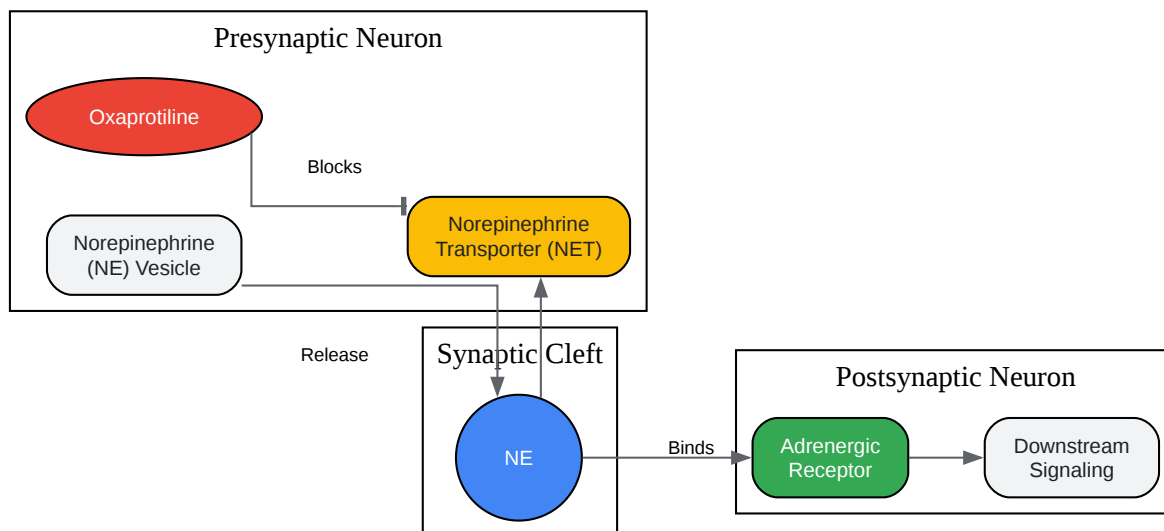 Presynaptic Neuron
Oxaprotiline
Blocks
Norepinephrine
Transporter (NET)
Norepinephrine
(NE) Vesicle
Release
Synaptic Cleft
NE
Binds
Postsynaptic Neuron
Adrenergic
Receptor
Downstream
Signaling